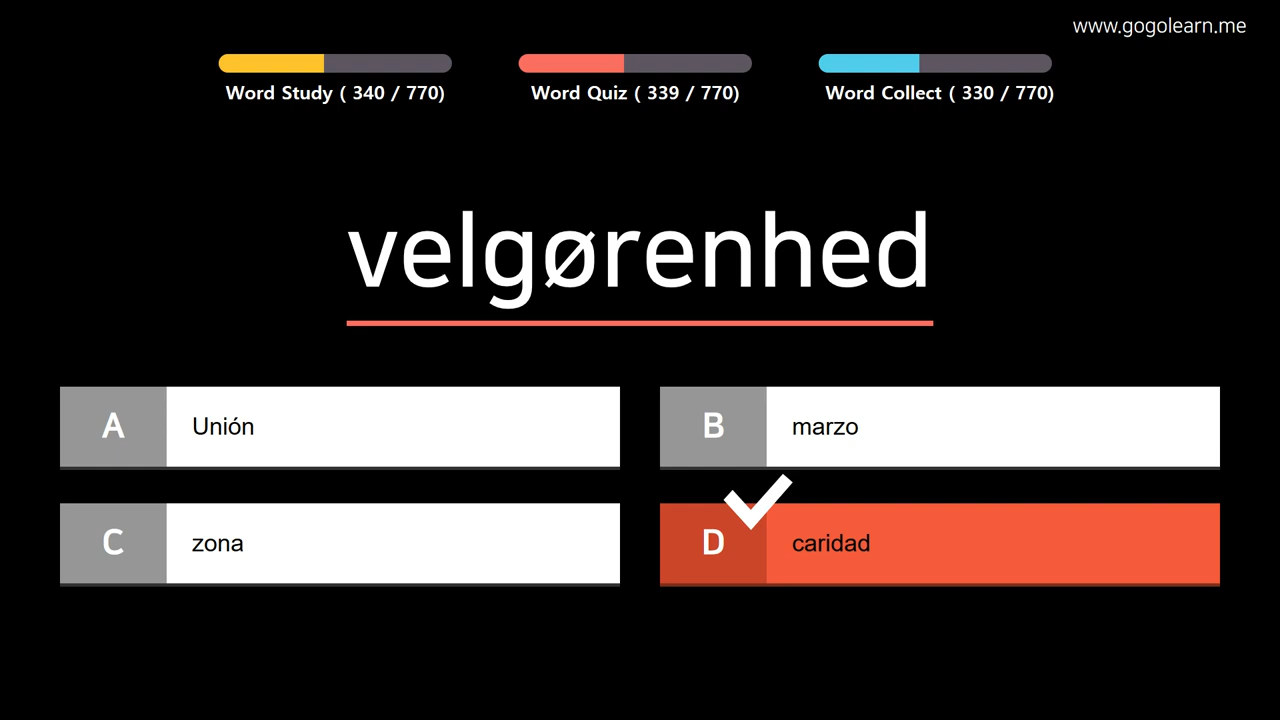 www.gogolearn.me
Word Study ( 340 / 770)
Word Quiz ( 339 / 770)
Word Collect ( 330 / 770)
velgørenhed
A Unión
B marzo
C zona
D caridad